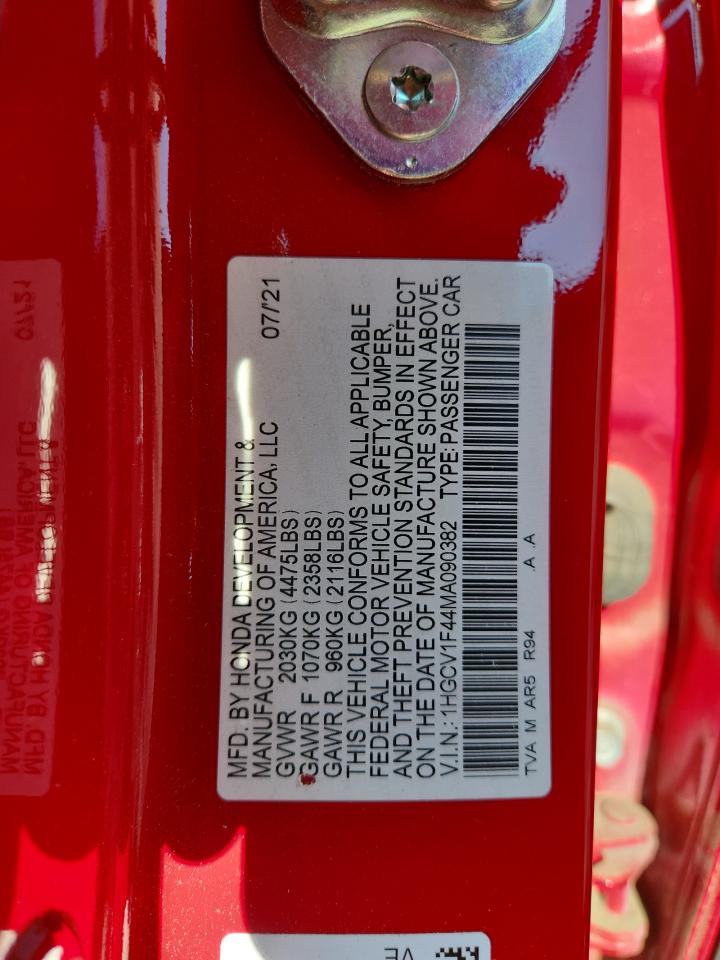 MFD. BY HONDA DEVELOPMENT &
MANUFACTURING OF AMERICA, LLC 07/'21
GVWR 2030KG (4475LBS)
GAWR F 1070KG (2358LBS)
GAWR R 960KG (2116LBS)
THIS VEHICLE CONFORMS TO ALL APPLICABLE
FEDERAL MOTOR VEHICLE SAFETY, BUMPER,
AND THEFT PREVENTION STANDARDS IN EFFECT
ON THE DATE OF MANUFACTURE SHOWN ABOVE.
V.I.N.: 1HGCV1F44MA090382 TYPE: PASSENGER CAR
TVA M AR5 R94 .A .A
VE